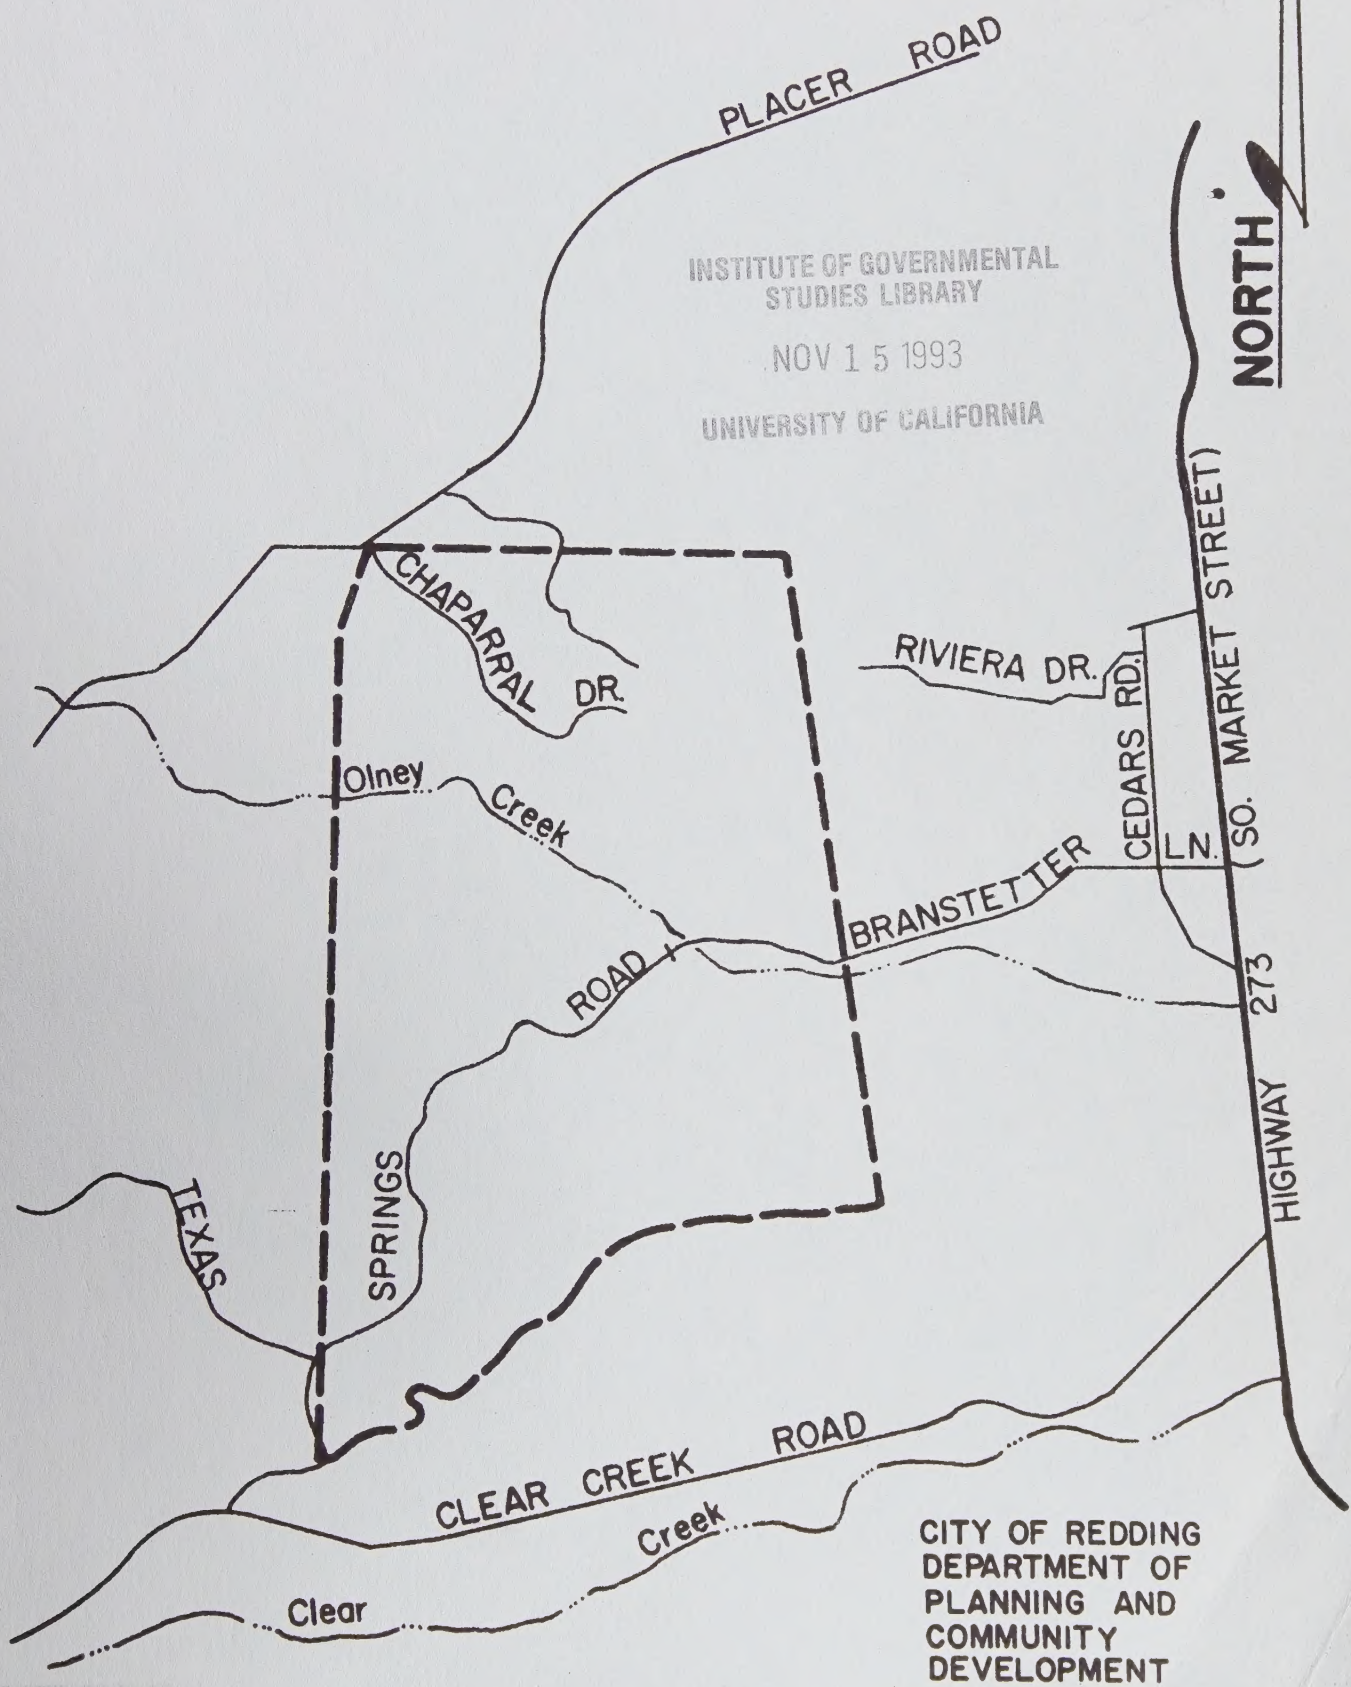 PLACER ROAD
INSTITUTE OF GOVERNMENTAL
STUDIES LIBRARY
NOV 15 1993
UNIVERSITY OF CALIFORNIA
NORTH
CHAPARRAL DR.
RIVIERA DR.
CEDARS RD.
(SO. MARKET STREET)
Olney Creek
BRANSTETTER LN.
HIGHWAY 273
TEXAS SPRINGS ROAD
CLEAR CREEK ROAD
Clear Creek
CITY OF REDDING
DEPARTMENT OF
PLANNING AND
COMMUNITY
DEVELOPMENT